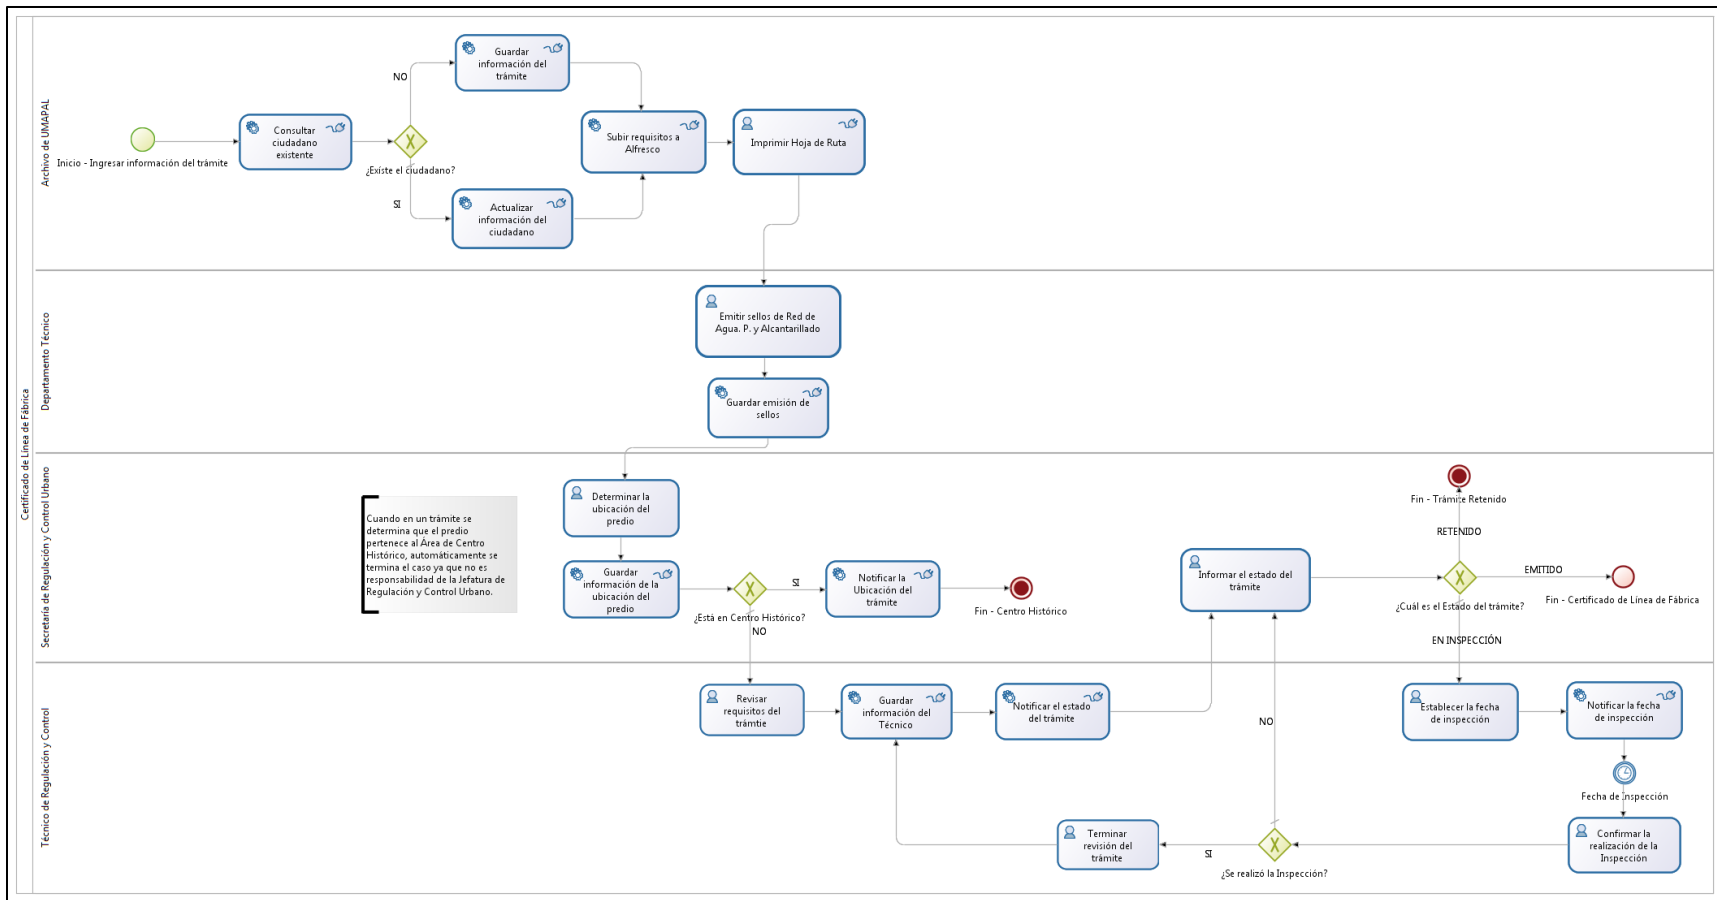 Certificado de Línea de Fábrica
Archivo de UMAPAL
Inicio - Ingresar información del trámite
Consultar
ciudadano
existente
¿Exíste el ciudadano?
NO
SI
Guardar
información del
trámite
Actualizar
información del
ciudadano
Subir requisitos a
Alfresco
Imprimir Hoja de Ruta
Departamento Técnico
Emitir sellos de Red de
Agua. P. y Alcantarillado
Guardar emisión de
sellos
Secretaría de Regulación y Control Urbano
Cuando en un trámite se
determina que el predio
pertenece al Área de Centro
Histórico, automáticamente se
termina el caso ya que no es
responsabilidad de la Jefatura de
Regulación y Control Urbano.
Determinar la
ubicación del
predio
Guardar
información de la
ubicación del
predio
¿Está en Centro Histórico?
SI
NO
Notificar la
Ubicación del
trámite
Fin - Centro Histórico
Informar el estado del
trámite
¿Cuál es el Estado del trámite?
RETENIDO
Fin - Trámite Retenido
EMITIDO
Fin - Certificado de Línea de Fábrica
EN INSPECCIÓN
Técnico de Regulación y Control
Revisar
requisitos del
trámtie
Guardar
información del
Técnico
Notificar el estado
del trámite
Establecer la fecha
de inspección
Notificar la fecha
de inspección
Fecha de Inspección
Confirmar la
realización de la
Inspección
¿Se realizó la Inspección?
NO
SI
Terminar
revisión del
trámite